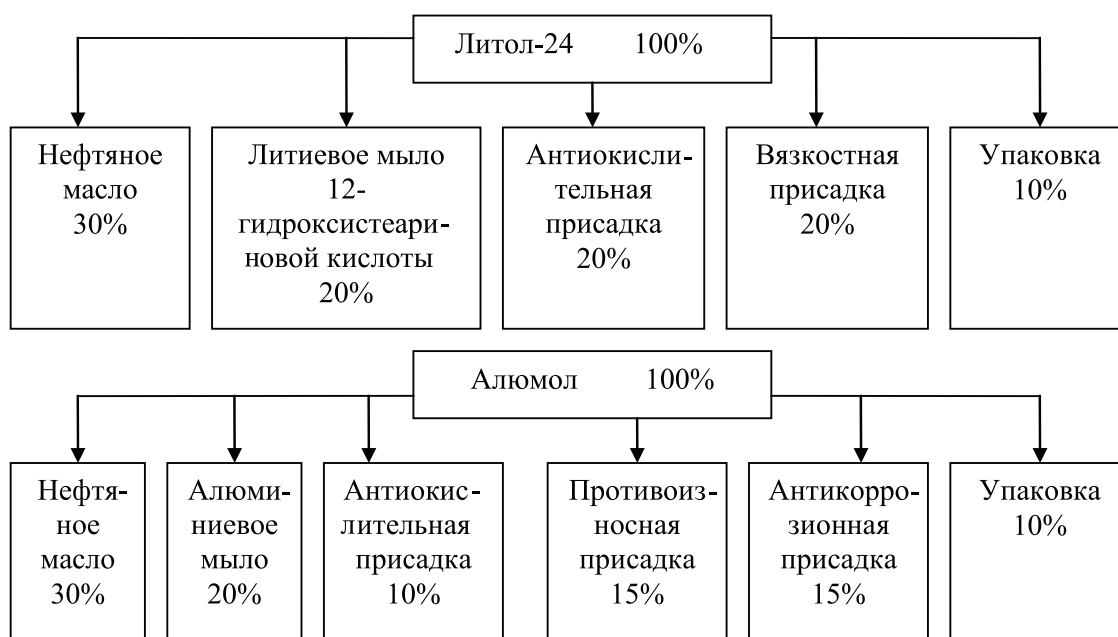 Литол-24 100%
Нефтяное
масло
30%
Литиевое мыло
12-
гидроксистеари-
новой кислоты
20%
Антиокисли-
тельная
присадка
20%
Вязкостная
присадка
20%
Упаковка
10%
Алюмол 100%
Нефтя-
ное
масло
30%
Алюми-
ниевое
мыло
20%
Антиокис-
лительная
присадка
10%
Противоиз-
носная
присадка
15%
Антикорро-
зионная
присадка
15%
Упаковка
10%